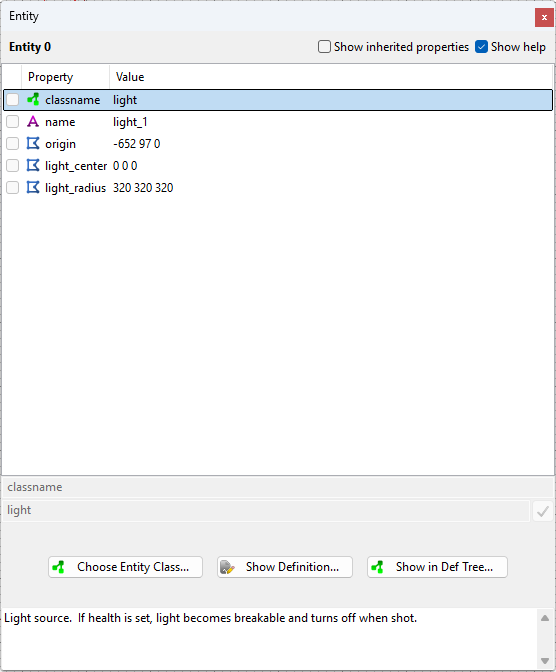 Entity
x
Entity 0
Show inherited properties
Show help
Property Value
classname light
A name light_1
origin -652 97 0
light_center 0 0 0
light_radius 320 320 320
classname
light
Choose Entity Class... Show Definition... Show in Def Tree...
Light source.  If health is set, light becomes breakable and turns off when shot.